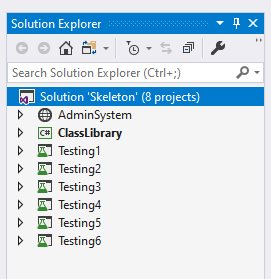 Solution Explorer
Search Solution Explorer (Ctrl+;)
Solution 'Skeleton' (8 projects)
AdminSystem
C# ClassLibrary
Testing1
Testing2
Testing3
Testing4
Testing5
Testing6